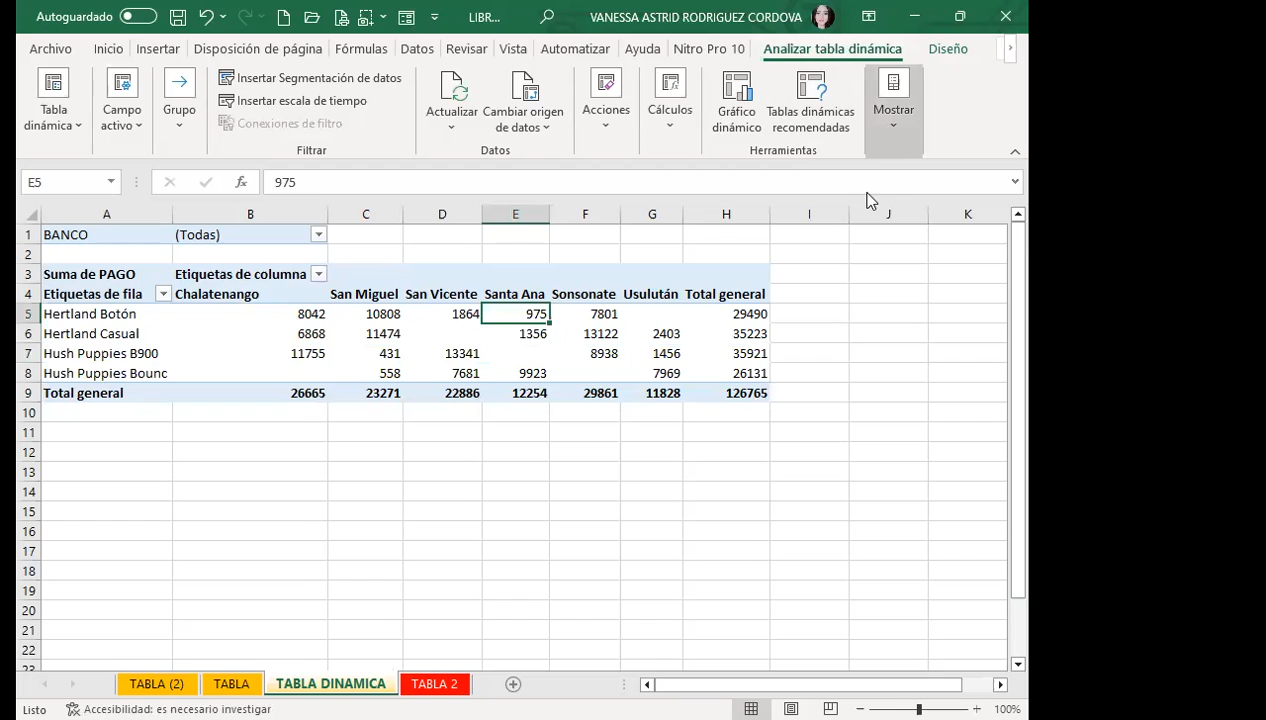 Autoguardado LIBR... VANESSA ASTRID RODRIGUEZ CORDOVA
Archivo Inicio Insertar Disposición de página Fórmulas Datos Revisar Vista Automatizar Ayuda Nitro Pro 10 Analizar tabla dinámica Diseño
Tabla dinámica
Campo activo
Grupo
Insertar Segmentación de datos
Insertar escala de tiempo
Conexiones de filtro
Filtrar
Actualizar
Cambiar origen de datos
Datos
Acciones
Cálculos
Gráfico dinámico
Tablas dinámicas recomendadas
Herramientas
Mostrar
E5 fx 975
A B C D E F G H I J K
1 BANCO (Todas)
2
3 Suma de PAGO Etiquetas de columna
4 Etiquetas de fila Chalatenango San Miguel San Vicente Santa Ana Sonsonate Usulután Total general
5 Hertland Botón 8042 10808 1864 975 7801 29490
6 Hertland Casual 6868 11474 1356 13122 2403 35223
7 Hush Puppies B900 11755 431 13341 8938 1456 35921
8 Hush Puppies Bounc 558 7681 9923 7969 26131
9 Total general 26665 23271 22886 12254 29861 11828 126765
10
11
12
13
14
15
16
17
18
19
20
21
22
23
TABLA (2) TABLA TABLA DINAMICA TABLA 2
Listo Accesibilidad: es necesario investigar 100%